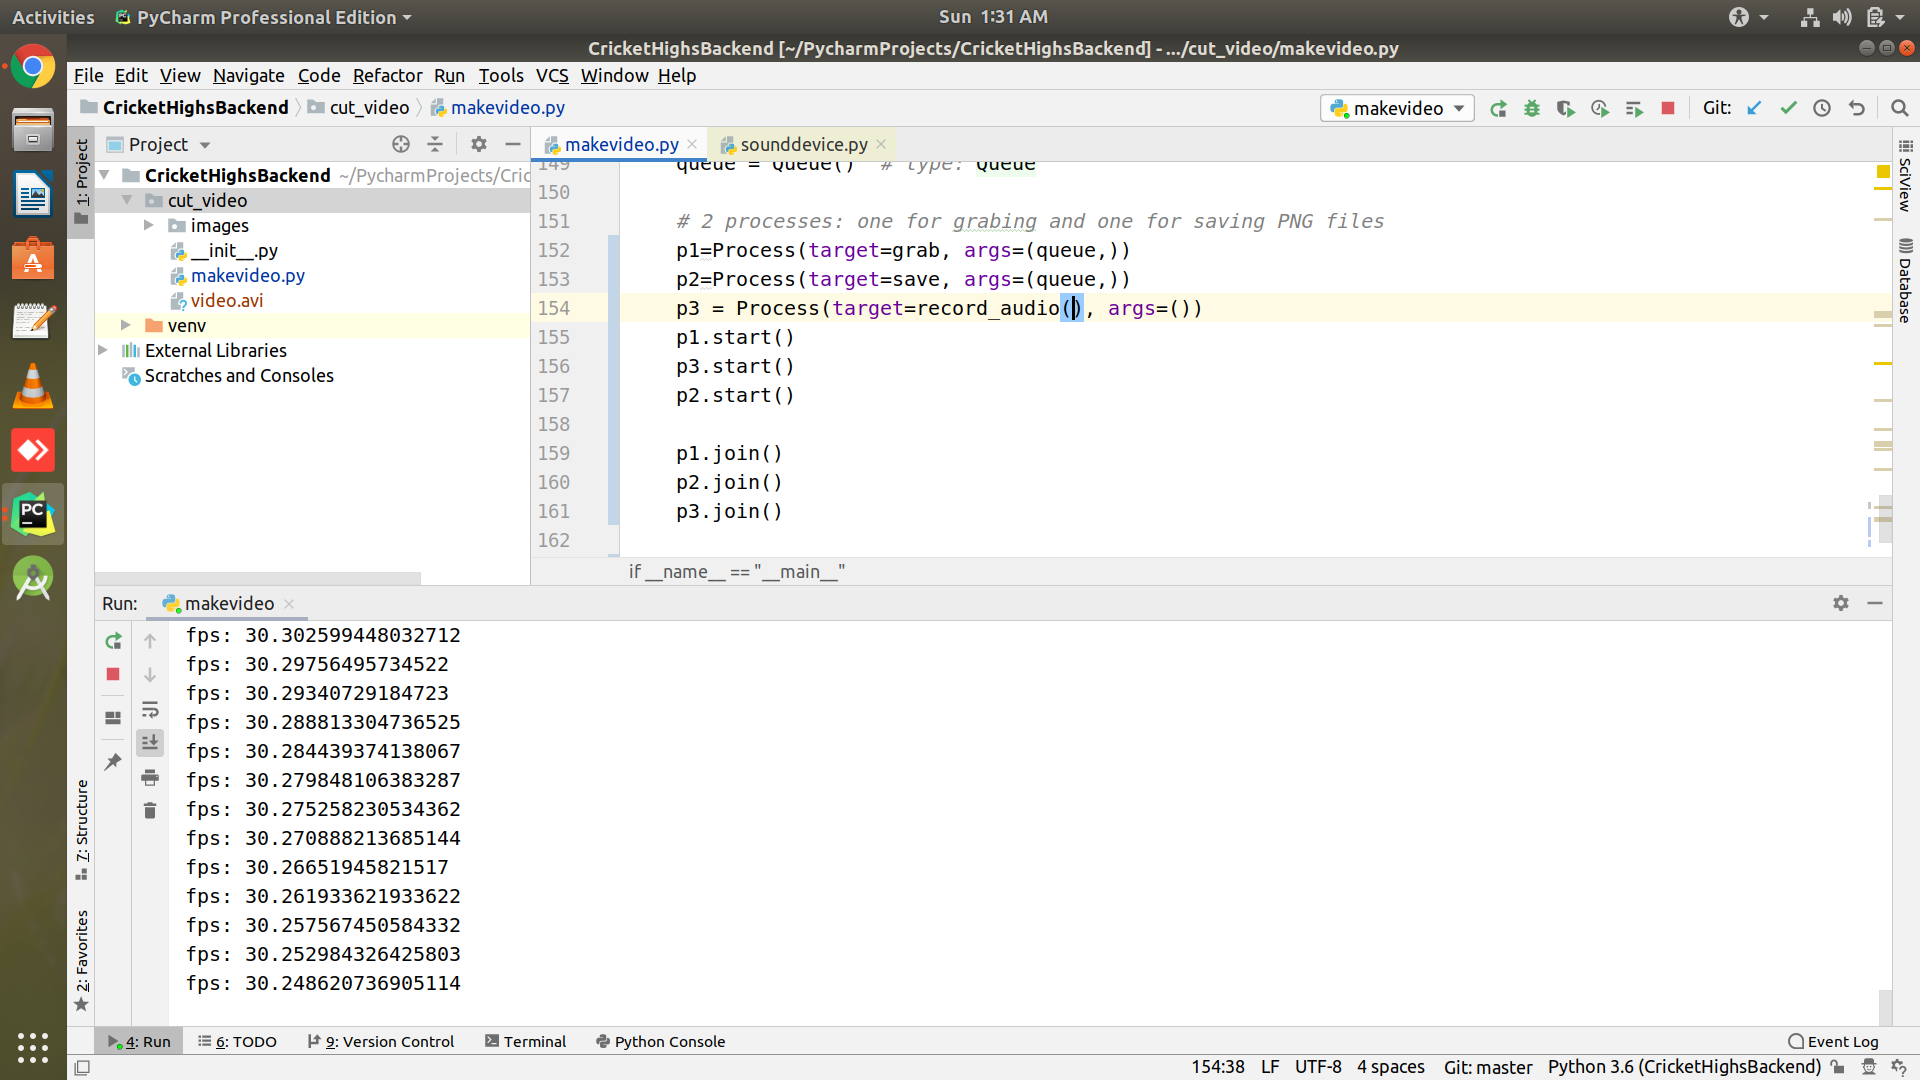 Activities
PyCharm Professional Edition
Sun 1:31 AM
CricketHighsBackend [~/PycharmProjects/CricketHighsBackend] - .../cut_video/makevideo.py
File Edit View Navigate Code Refactor Run Tools VCS Window Help
CricketHighsBackend cut_video makevideo.py
makevideo
Git:
1: Project
Project
makevideo.py
sounddevice.py
CricketHighsBackend ~/PycharmProjects/Cric
cut_video
images
__init__.py
makevideo.py
video.avi
venv
External Libraries
Scratches and Consoles
149 queue = Queue() # type: Queue
150
151 # 2 processes: one for grabing and one for saving PNG files
152 p1=Process(target=grab, args=(queue,))
153 p2=Process(target=save, args=(queue,))
154 p3 = Process(target=record_audio(), args=())
155 p1.start()
156 p3.start()
157 p2.start()
158
159 p1.join()
160 p2.join()
161 p3.join()
162
if __name__ == "__main__"
SciView
Database
Run: makevideo
fps: 30.302599448032712
fps: 30.29756495734522
fps: 30.29340729184723
fps: 30.288813304736525
fps: 30.284439374138067
fps: 30.279848106383287
fps: 30.275258230534362
fps: 30.270888213685144
fps: 30.26651945821517
fps: 30.261933621933622
fps: 30.257567450584332
fps: 30.252984326425803
fps: 30.248620736905114
7: Structure
2: Favorites
4: Run 6: TODO 9: Version Control Terminal Python Console Event Log
154:38 LF UTF-8 4 spaces Git: master Python 3.6 (CricketHighsBackend)
PC